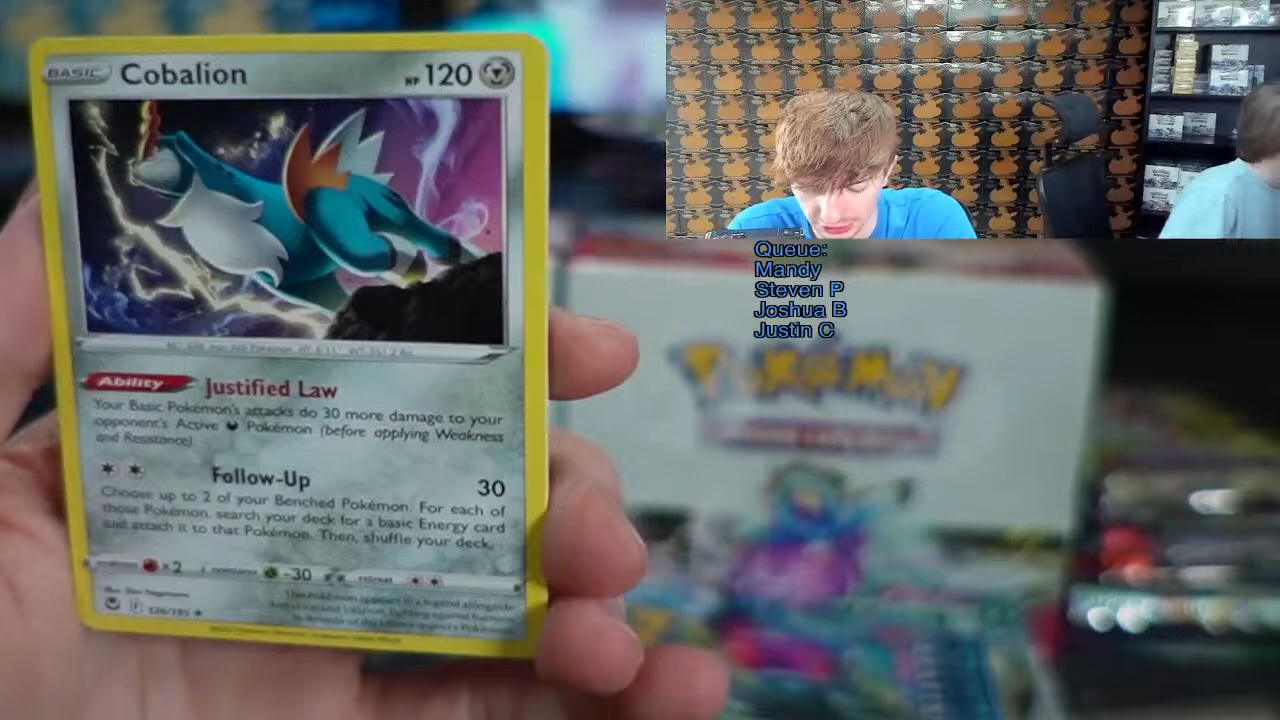 BASIC Cobalion HP 120
Ability Justified Law
Your Basic Pokémon's attacks do 30 more damage to your
opponent's Active Pokémon (before applying Weakness
and Resistance).
Follow-Up 30
Choose up to 2 of your Benched Pokémon. For each of
those Pokémon, search your deck for a basic Energy card
and attach it to that Pokémon. Then, shuffle your deck.
×2 -30 retreat
Queue:
Mandy
Steven P
Joshua B
Justin C
POKéMON